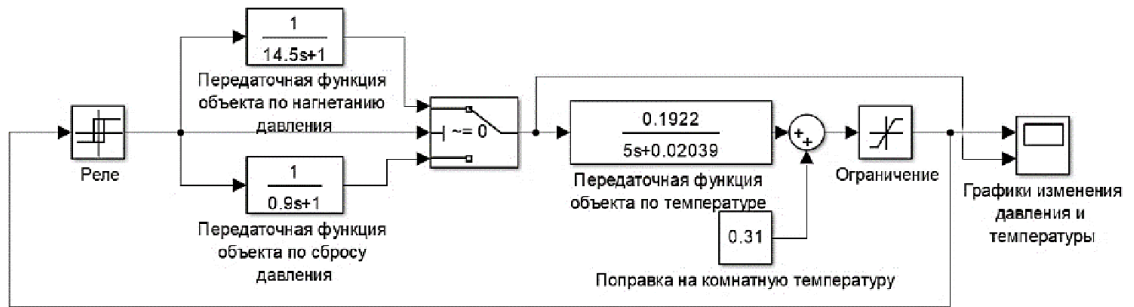 1
14.5s+1
Передаточная функция
объекта по нагнетанию
давления
Реле
1
0.9s+1
Передаточная функция
объекта по сбросу
давления
~= 0
0.1922
5s+0.02039
Передаточная функция
объекта по температуре
0.31
Поправка на комнатную температуру
+
+
Ограничение
Графики изменения
давления и
температуры